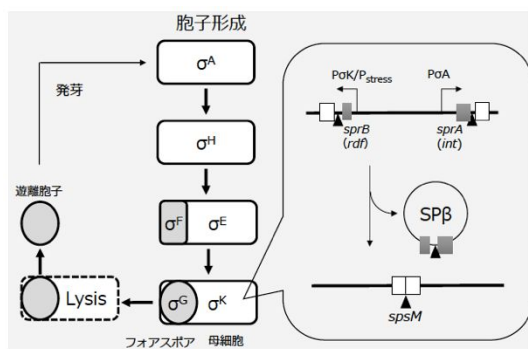 胞子形成
σA
発芽
σH
遊離胞子
σF σE
Lysis
σG σK
フォアスポア 母細胞
PσK/Pstress PσA
sprB sprA
(rdf) (int)
SPβ
spsM